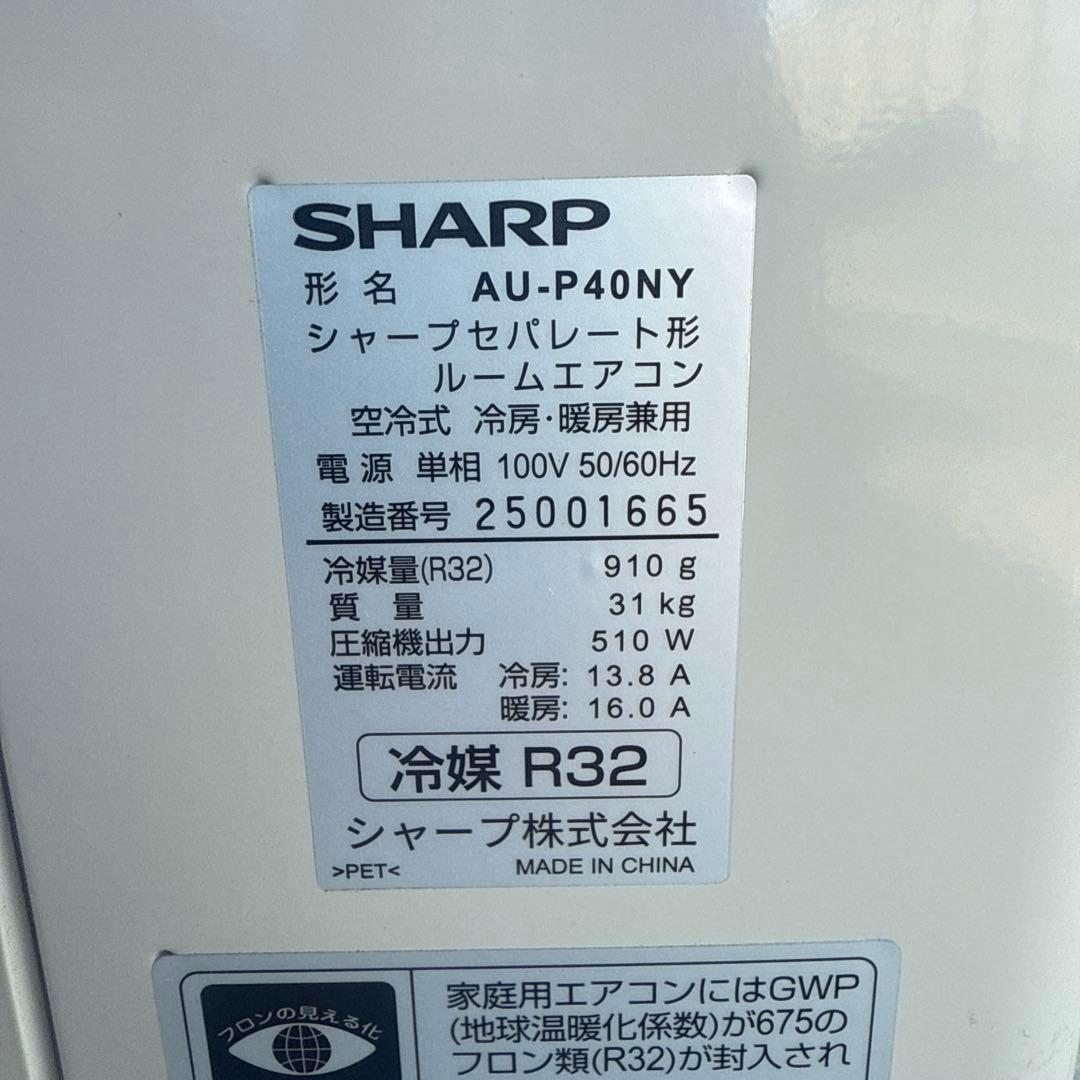 SHARP
形名 AU-P40NY
シャープセパレート形
ルームエアコン
空冷式 冷房・暖房兼用
電源 単相 100V 50/60Hz
製造番号 25001665
冷媒量(R32) 910 g
質量 31 kg
圧縮機出力 510 W
運転電流 冷房: 13.8 A
暖房: 16.0 A
冷媒 R32
シャープ株式会社
>PET< MADE IN CHINA
フロンの見える化
家庭用エアコンにはGWP
(地球温暖化係数)が675の
フロン類(R32)が封入され